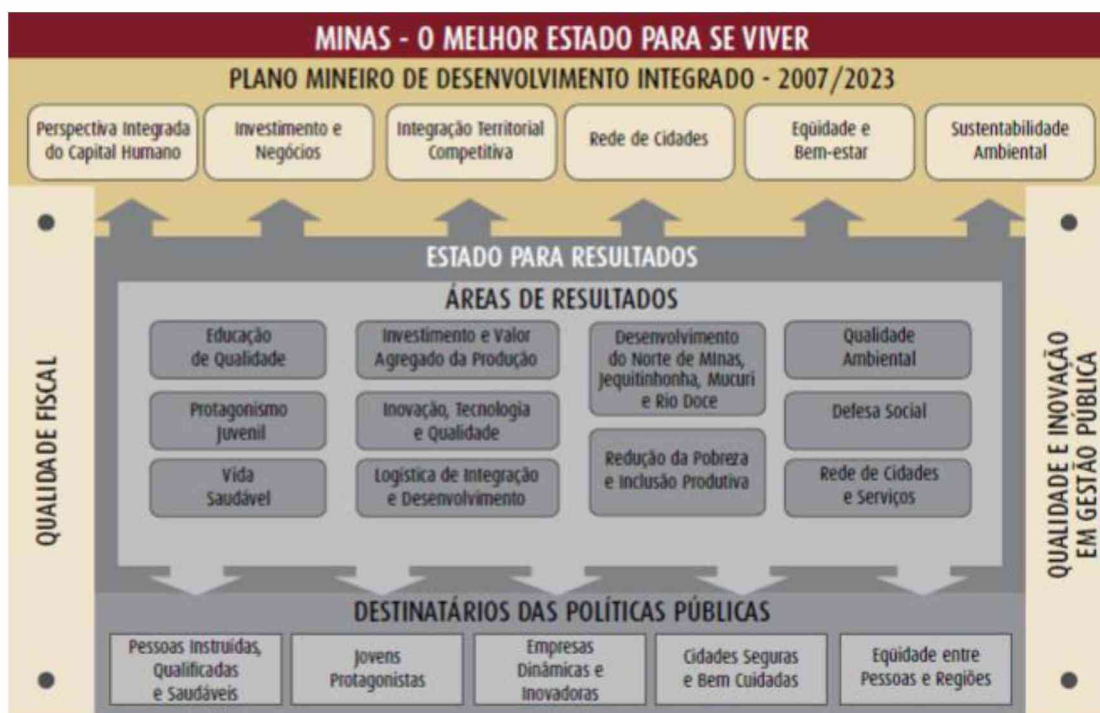 MINAS - O MELHOR ESTADO PARA SE VIVER
PLANO MINEIRO DE DESENVOLVIMENTO INTEGRADO - 2007/2023
Perspectiva Integrada
do Capital Humano
Investimento e
Negócios
Integração Territorial
Competitiva
Rede de Cidades
Eqüidade e
Bem-estar
Sustentabilidade
Ambiental
QUALIDADE FISCAL
ESTADO PARA RESULTADOS
ÁREAS DE RESULTADOS
Educação
de Qualidade
Protagonismo
Juvenil
Vida
Saudável
Investimento e Valor
Agregado da Produção
Inovação, Tecnologia
e Qualidade
Logística de Integração
e Desenvolvimento
Desenvolvimento
do Norte de Minas,
Jequitinhonha, Mucuri
e Rio Doce
Redução da Pobreza
e Inclusão Produtiva
Qualidade
Ambiental
Defesa Social
Rede de Cidades
e Serviços
QUALIDADE E INOVAÇÃO
EM GESTÃO PÚBLICA
DESTINATÁRIOS DAS POLÍTICAS PÚBLICAS
Pessoas Instruídas,
Qualificadas
e Saudáveis
Jovens
Protagonistas
Empresas
Dinâmicas e
Inovadoras
Cidades Seguras
e Bem Cuidadas
Eqüidade entre
Pessoas e Regiões